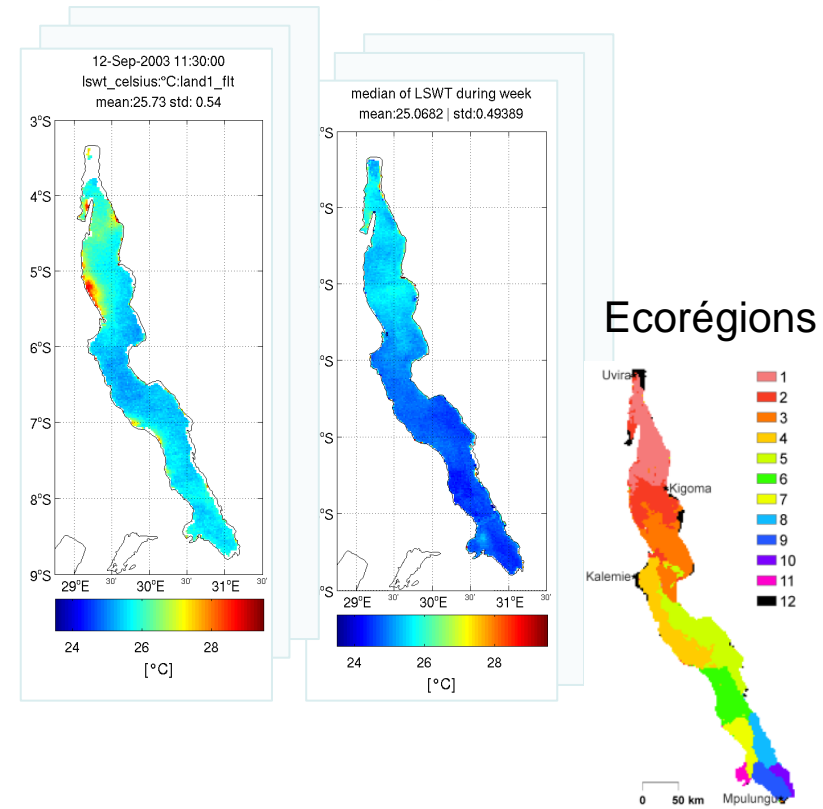 12-Sep-2003 11:30:00
lswt_celsius:°C:land1_flt
mean:25.73 std: 0.54
3°S
4°S
5°S
6°S
7°S
8°S
9°S
29°E 30' 30°E 30' 31°E 30'
24 26 28
[°C]
median of LSWT during week
mean:25.0682 | std:0.49389
°S
°S
°S
°S
°S
°S
°S
29°E 30' 30°E 30' 31°E 30'
24 26 28
[°C]
Ecorégions
Uvira
Kigoma
Kalemie
Mpulungu
1
2
3
4
5
6
7
8
9
10
11
12
0 50 km